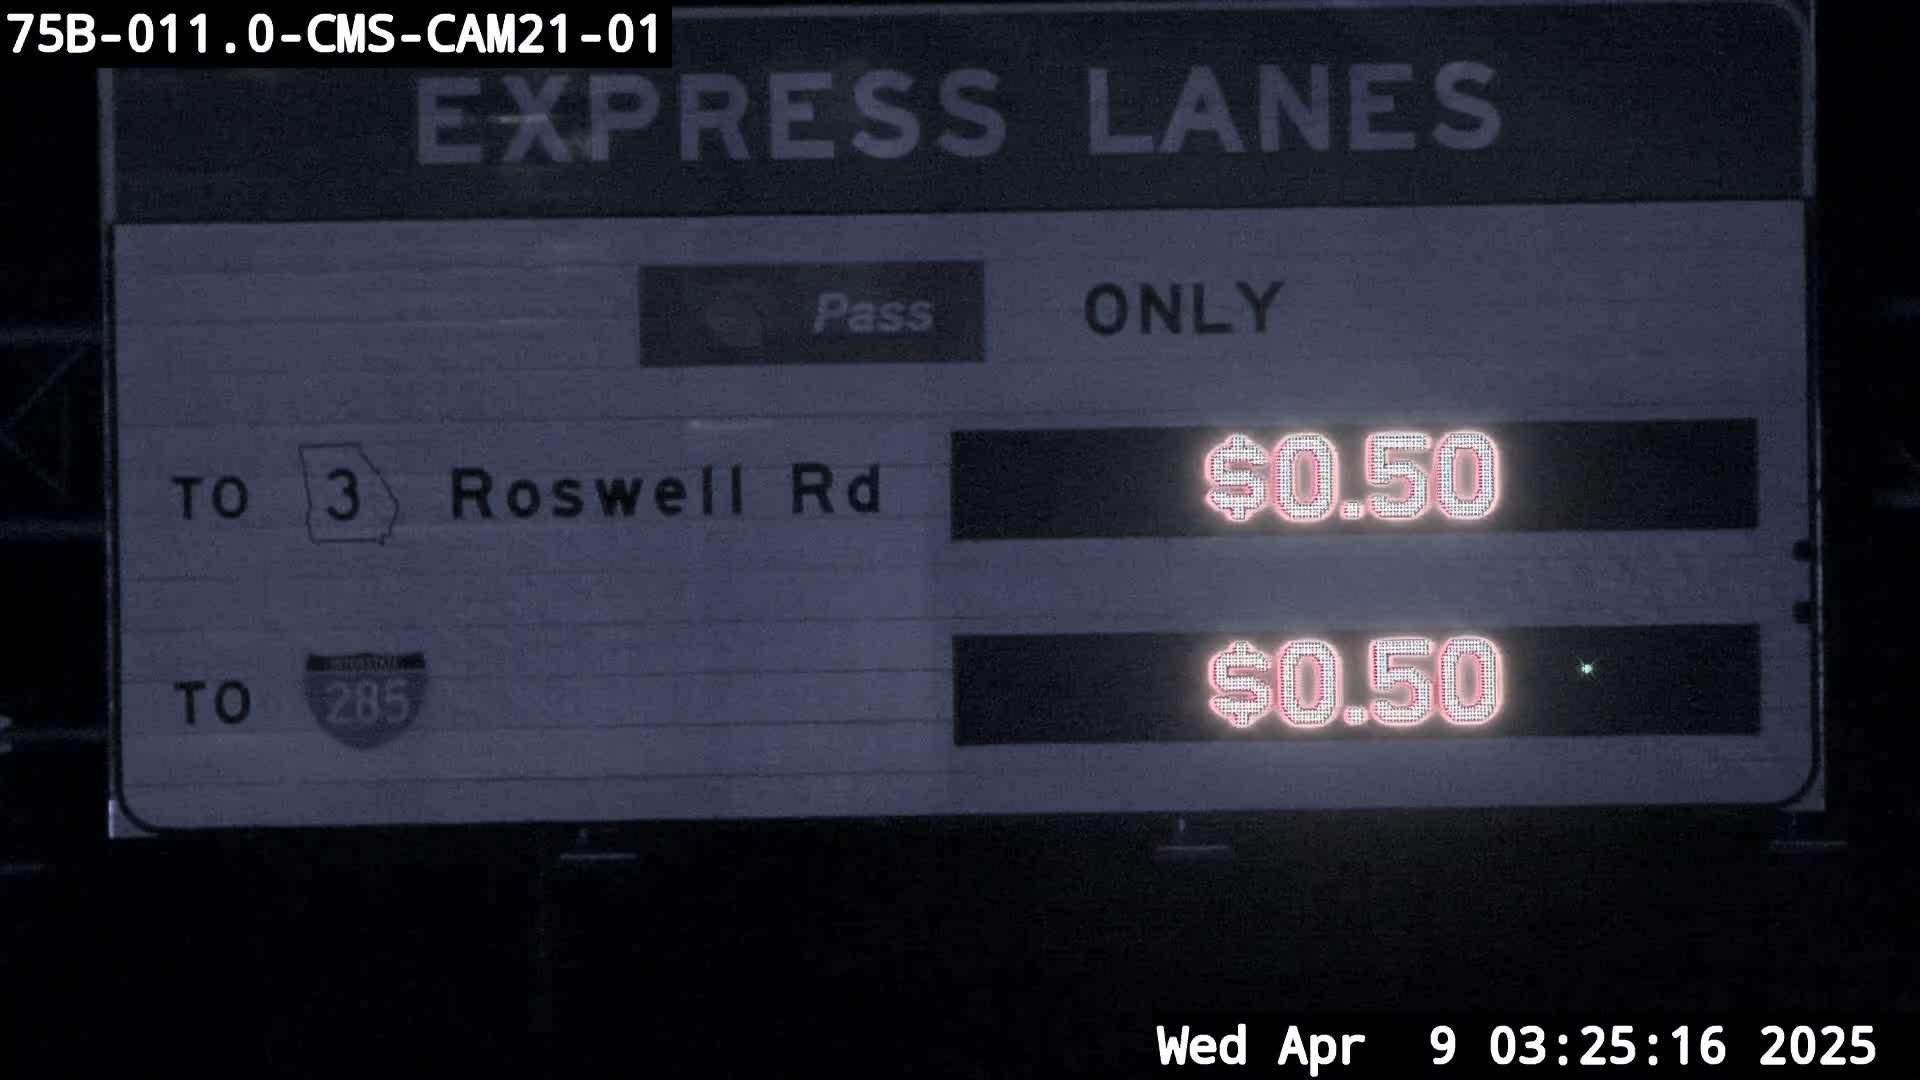 75B-011.0-CMS-CAM21-01
EXPRESS LANES
Pass ONLY
TO 3 Roswell Rd $0.50
INTERSTATE
TO 285 $0.50
Wed Apr 9 03:25:16 2025